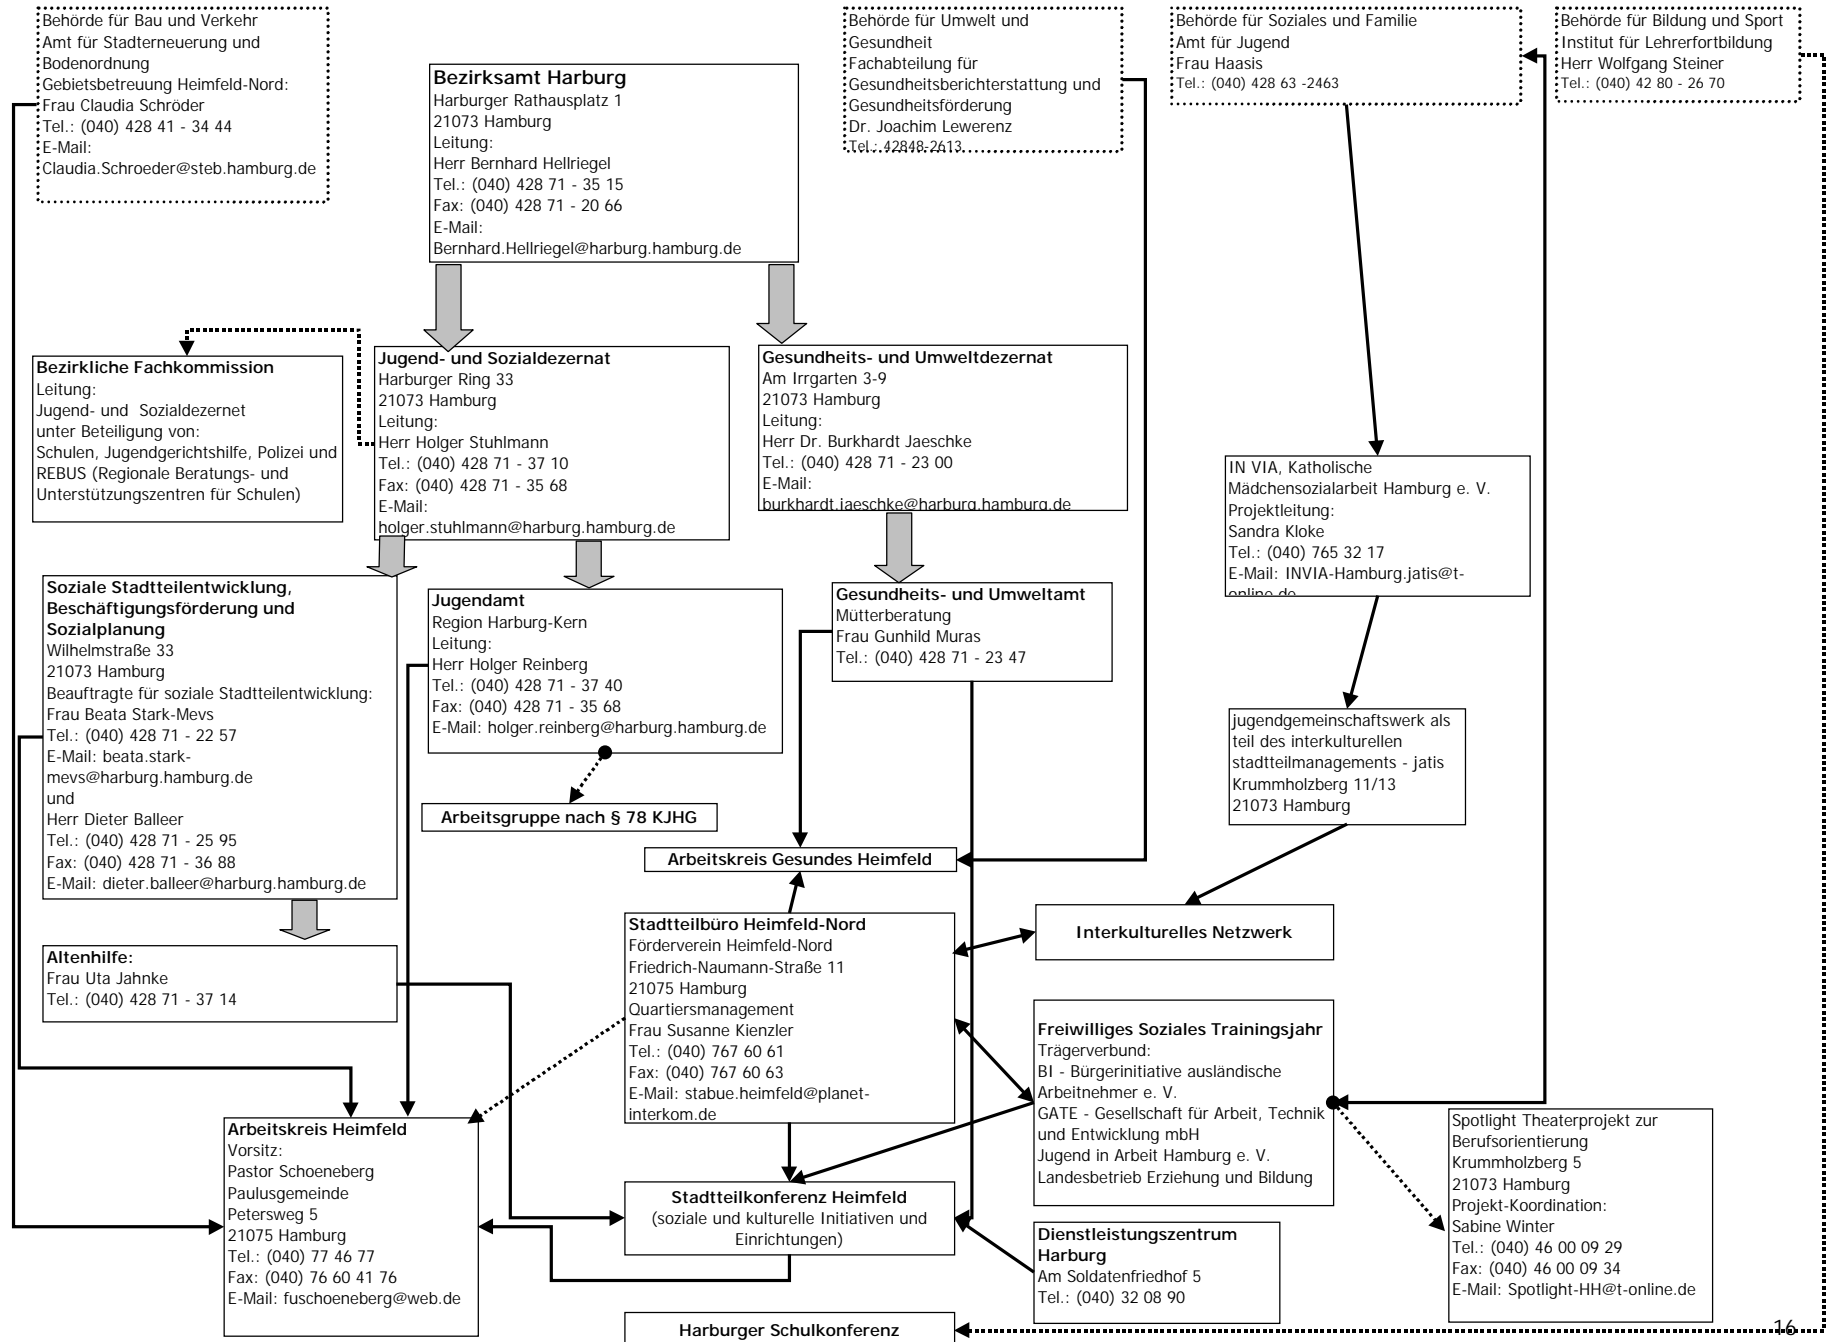 Behörde für Bau und Verkehr
Amt für Stadterneuerung und
Bodenordnung
Gebietsbetreuung Heimfeld-Nord:
Frau Claudia Schröder
Tel.: (040) 428 41 - 34 44
E-Mail:
Claudia.Schroeder@steb.hamburg.de
Bezirksamt Harburg
Harburger Rathausplatz 1
21073 Hamburg
Leitung:
Herr Bernhard Hellriegel
Tel.: (040) 428 71 - 35 15
Fax: (040) 428 71 - 20 66
E-Mail:
Bernhard.Hellriegel@harburg.hamburg.de
Behörde für Umwelt und
Gesundheit
Fachabteilung für
Gesundheitsberichterstattung und
Gesundheitsförderung
Dr. Joachim Lewerenz
Tel.: 42848-2613
Behörde für Soziales und Familie
Amt für Jugend
Frau Haasis
Tel.: (040) 428 63 -2463
Behörde für Bildung und Sport
Institut für Lehrerfortbildung
Herr Wolfgang Steiner
Tel.: (040) 42 80 - 26 70
Bezirkliche Fachkommission
Leitung:
Jugend- und Sozialdezernet
unter Beteiligung von:
Schulen, Jugendgerichtshilfe, Polizei und
REBUS (Regionale Beratungs- und
Unterstützungszentren für Schulen)
Jugend- und Sozialdezernat
Harburger Ring 33
21073 Hamburg
Leitung:
Herr Holger Stuhlmann
Tel.: (040) 428 71 - 37 10
Fax: (040) 428 71 - 35 68
E-Mail:
holger.stuhlmann@harburg.hamburg.de
Gesundheits- und Umweltdezernat
Am Irrgarten 3-9
21073 Hamburg
Leitung:
Herr Dr. Burkhardt Jaeschke
Tel.: (040) 428 71 - 23 00
E-Mail:
burkhardt.jaeschke@harburg.hamburg.de
IN VIA, Katholische
Mädchensozialarbeit Hamburg e. V.
Projektleitung:
Sandra Kloke
Tel.: (040) 765 32 17
E-Mail: INVIA-Hamburg.jatis@t-
online.de
Soziale Stadtteilentwicklung,
Beschäftigungsförderung und
Sozialplanung
Wilhelmstraße 33
21073 Hamburg
Beauftragte für soziale Stadtteilentwicklung:
Frau Beata Stark-Mevs
Tel.: (040) 428 71 - 22 57
E-Mail: beata.stark-
mevs@harburg.hamburg.de
und
Herr Dieter Balleer
Tel.: (040) 428 71 - 25 95
Fax: (040) 428 71 - 36 88
E-Mail: dieter.balleer@harburg.hamburg.de
Jugendamt
Region Harburg-Kern
Leitung:
Herr Holger Reinberg
Tel.: (040) 428 71 - 37 40
Fax: (040) 428 71 - 35 68
E-Mail: holger.reinberg@harburg.hamburg.de
Gesundheits- und Umweltamt
Mütterberatung
Frau Gunhild Muras
Tel.: (040) 428 71 - 23 47
jugendgemeinschaftswerk als
teil des interkulturellen
stadtteilmanagements - jatis
Krummholzberg 11/13
21073 Hamburg
Arbeitsgruppe nach § 78 KJHG
Arbeitskreis Gesundes Heimfeld
Altenhilfe:
Frau Uta Jahnke
Tel.: (040) 428 71 - 37 14
Stadtteilbüro Heimfeld-Nord
Förderverein Heimfeld-Nord
Friedrich-Naumann-Straße 11
21075 Hamburg
Quartiersmanagement
Frau Susanne Kienzler
Tel.: (040) 767 60 61
Fax: (040) 767 60 63
E-Mail: stabue.heimfeld@planet-
interkom.de
Interkulturelles Netzwerk
Freiwilliges Soziales Trainingsjahr
Trägerverbund:
BI - Bürgerinitiative ausländische
Arbeitnehmer e. V.
GATE - Gesellschaft für Arbeit, Technik
und Entwicklung mbH
Jugend in Arbeit Hamburg e. V.
Landesbetrieb Erziehung und Bildung
Arbeitskreis Heimfeld
Vorsitz:
Pastor Schoeneberg
Paulusgemeinde
Petersweg 5
21075 Hamburg
Tel.: (040) 77 46 77
Fax: (040) 76 60 41 76
E-Mail: fuschoeneberg@web.de
Stadtteilkonferenz Heimfeld
(soziale und kulturelle Initiativen und
Einrichtungen)
Dienstleistungszentrum
Harburg
Am Soldatenfriedhof 5
Tel.: (040) 32 08 90
Spotlight Theaterprojekt zur
Berufsorientierung
Krummholzberg 5
21073 Hamburg
Projekt-Koordination:
Sabine Winter
Tel.: (040) 46 00 09 29
Fax: (040) 46 00 09 34
E-Mail: Spotlight-HH@t-online.de
Harburger Schulkonferenz
16